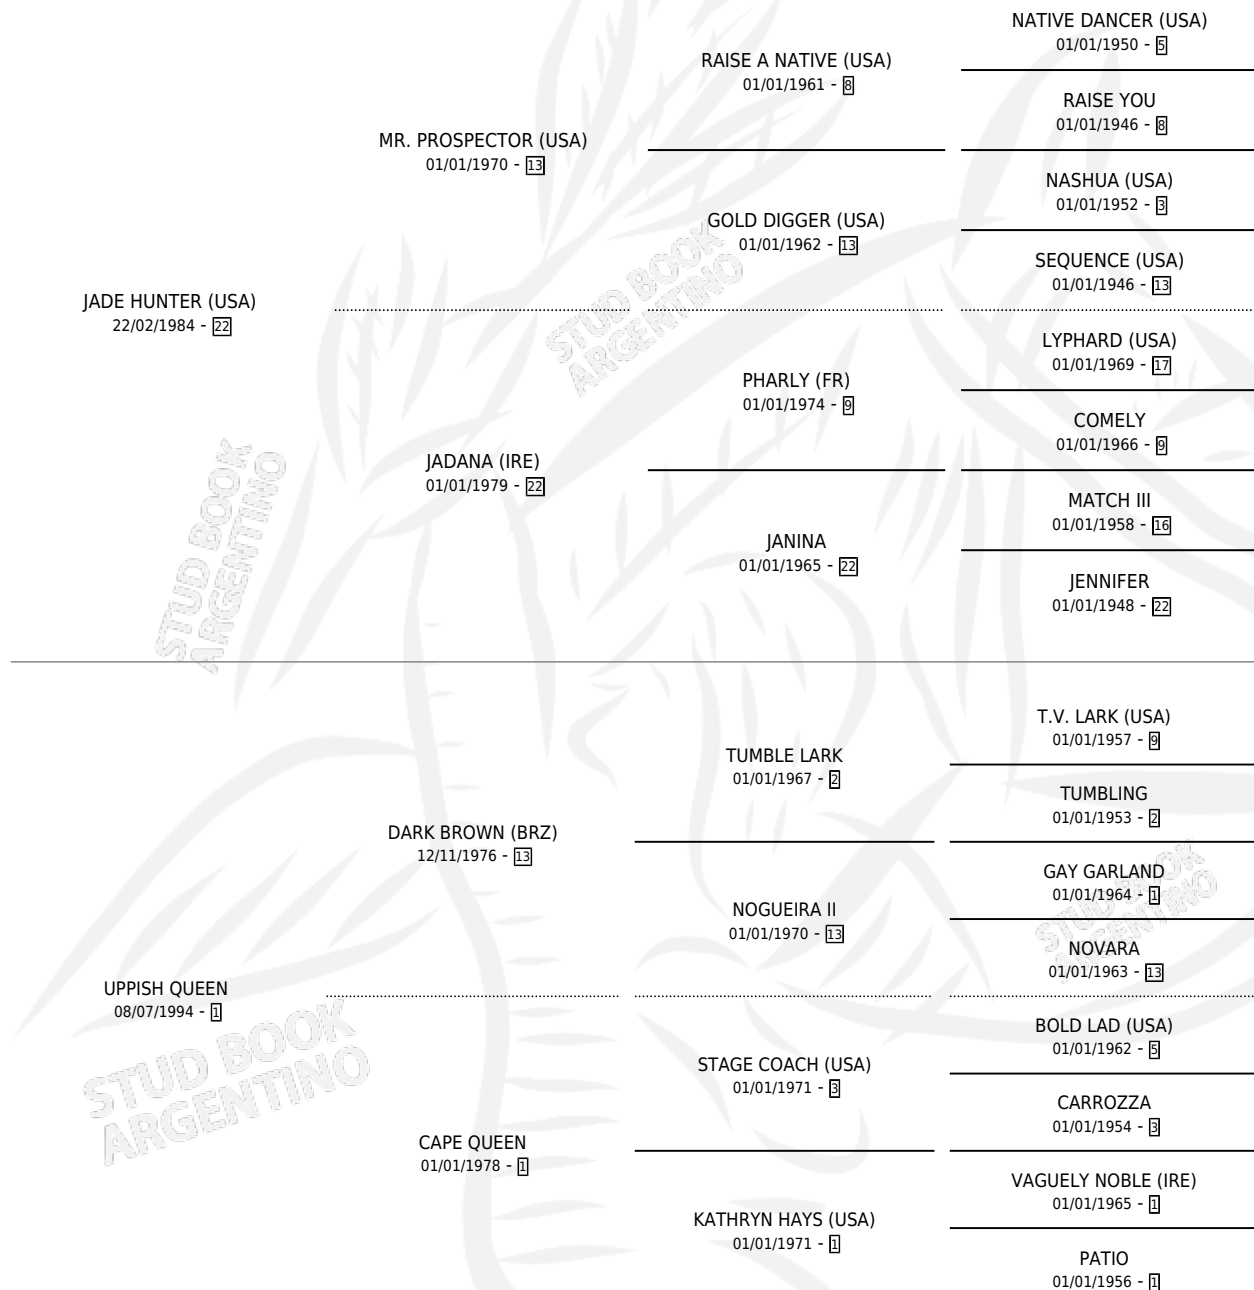 NATIVE DANCER (USA)
01/01/1950 - 5
RAISE A NATIVE (USA)
01/01/1961 - 8
RAISE YOU
01/01/1946 - 8
MR. PROSPECTOR (USA)
01/01/1970 - 13
NASHUA (USA)
01/01/1952 - 3
GOLD DIGGER (USA)
01/01/1962 - 13
SEQUENCE (USA)
01/01/1946 - 13
JADE HUNTER (USA)
22/02/1984 - 22
STUD BOOK
ARGENTINO
LYPHARD (USA)
01/01/1969 - 17
PHARLY (FR)
01/01/1974 - 9
COMELY
01/01/1966 - 9
JADANA (IRE)
01/01/1979 - 22
MATCH III
01/01/1958 - 16
JANINA
01/01/1965 - 22
JENNIFER
01/01/1948 - 22
STUD BOOK
ARGENTINO
T.V. LARK (USA)
01/01/1957 - 9
TUMBLE LARK
01/01/1967 - 2
TUMBLING
01/01/1953 - 2
DARK BROWN (BRZ)
12/11/1976 - 13
GAY GARLAND
01/01/1964 - 1
NOGUEIRA II
01/01/1970 - 13
NOVARA
01/01/1963 - 13
STUD BOOK
ARGENTINO
UPPISH QUEEN
08/07/1994 - 1
BOLD LAD (USA)
01/01/1962 - 5
STAGE COACH (USA)
01/01/1971 - 3
CARROZZA
01/01/1954 - 3
STUD BOOK
ARGENTINO
CAPE QUEEN
01/01/1978 - 1
VAGUELY NOBLE (IRE)
01/01/1965 - 1
KATHRYN HAYS (USA)
01/01/1971 - 1
PATIO
01/01/1956 - 1